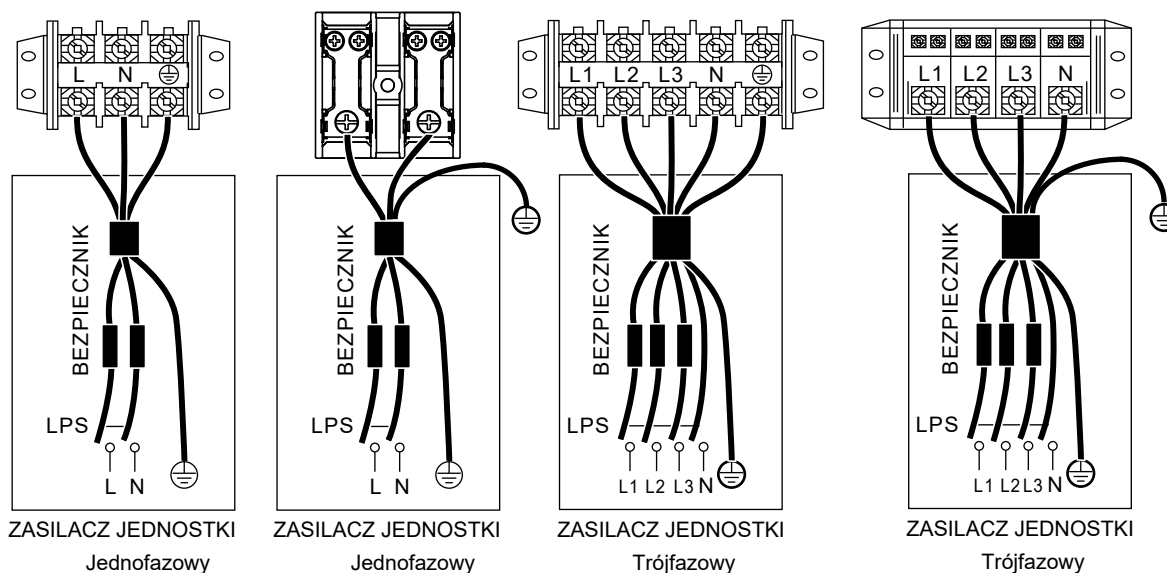 L N
BEZPIECZNIK
LPS
L N
ZASILACZ JEDNOSTKI
Jednofazowy
BEZPIECZNIK
LPS
L N
ZASILACZ JEDNOSTKI
Jednofazowy
L1 L2 L3 N
BEZPIECZNIK
LPS
L1 L2 L3 N
ZASILACZ JEDNOSTKI
Trójfazowy
L1 L2 L3 N
BEZPIECZNIK
LPS
L1 L2 L3 N
ZASILACZ JEDNOSTKI
Trójfazowy